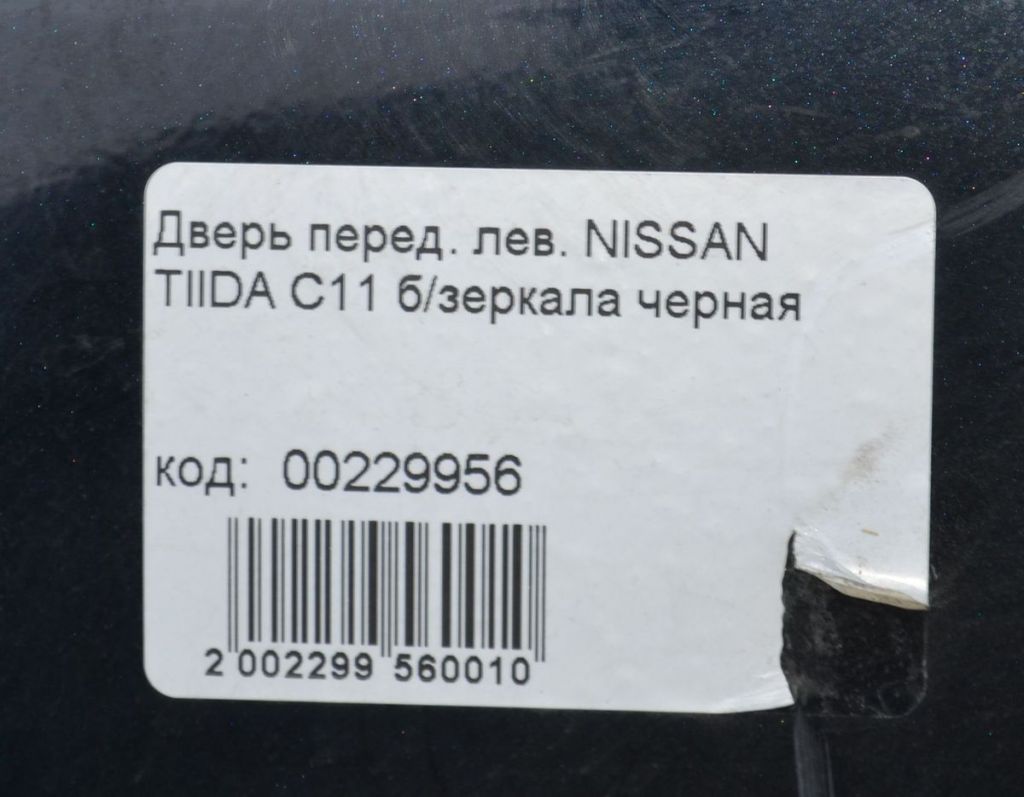 Дверь перед. лев. NISSAN
TIIDA C11 б/зеркала черная
код: 00229956
2 002299 560010